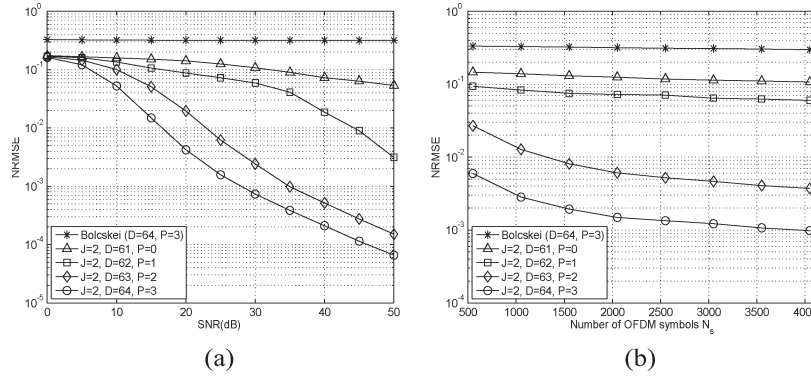 10^0
10^-1
10^-2
10^-3
10^-4
10^-5
NRMSE
Bolcskei (D=64, P=3)
J=2, D=61, P=0
J=2, D=62, P=1
J=2, D=63, P=2
J=2, D=64, P=3
0 10 20 30 40 50
SNR(dB)
(a)
10^0
10^-1
10^-2
10^-3
10^-4
NRMSE
Bolcskei (D=64, P=3)
J=2, D=61, P=0
J=2, D=62, P=1
J=2, D=63, P=2
J=2, D=64, P=3
500 1000 1500 2000 2500 3000 3500 400
Number of OFDM symbols N_s
(b)